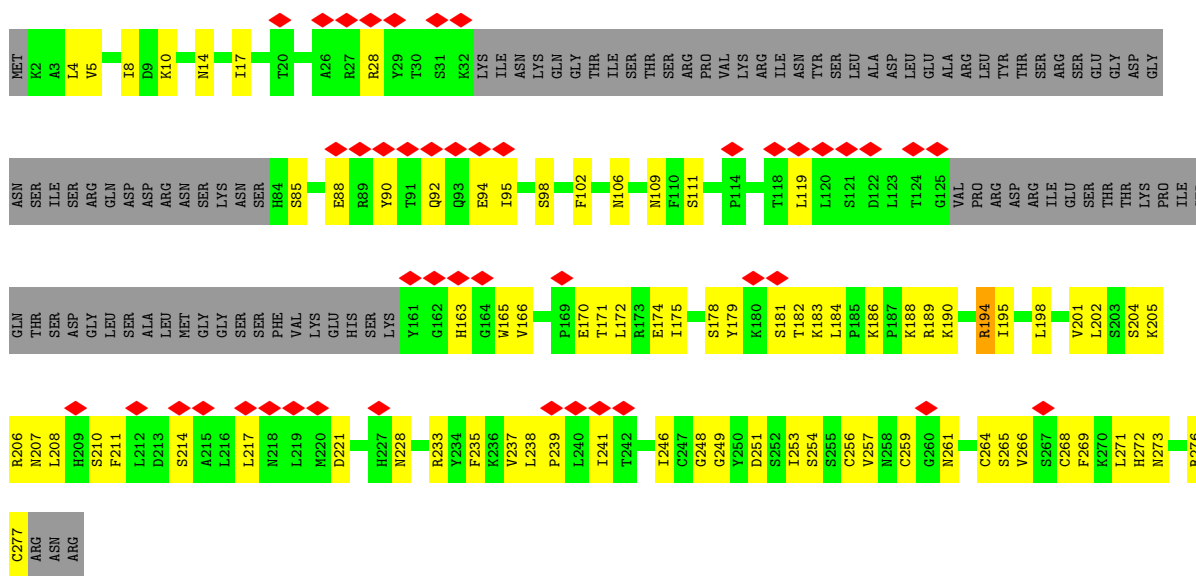 MET K2 A3 L4 V5 I8 D9 K10 N14 I17 T20 A26 R27 R28 Y29 T30 S31 K32 LYS ILE ASN LYS GLN GLY THR ILE SER THR SER ARG PRO VAL LYS ARG ILE ASN TYR SER LEU ALA ASP LEU GLU ALA ARG LEU TYR THR SER ARG SER GLU GLY ASP GLY
ASN SER ILE SER ARG GLN ASP ASP ARG ASN SER LYS ASN SER H84 S85 E88 R89 Y90 T91 Q92 Q93 E94 I95 S98 F102 N106 N109 F110 S111 P114 T118 L119 L120 S121 D122 L123 T124 G125 VAL PRO ARG ASP ARG ILE GLU SER THR THR LYS PRO ILE
GLN THR SER ASP GLY LEU SER ALA LEU MET GLY GLY SER SER PHE VAL LYS GLU HIS SER LYS Y161 G162 H163 G164 W165 V166 P169 E170 T171 L172 R173 E174 I175 S178 Y179 K180 S181 T182 K183 L184 P185 K186 P187 K188 R189 K190 R194 I195 L198 V201 L202 S203 S204 K205
R206 N207 L208 H209 S210 F211 L212 D213 S214 A215 L216 L217 N218 L219 M220 D221 H227 N228 R233 Y234 F235 K236 V237 L238 P239 L240 I241 T242 I246 C247 G248 G249 Y250 D251 S252 I253 S254 S255 C256 V257 N258 C259 G260 N261 C264 S265 V266 S267 C268 F269 K270 L271 H272 N273
C277 ARG ASN ARG